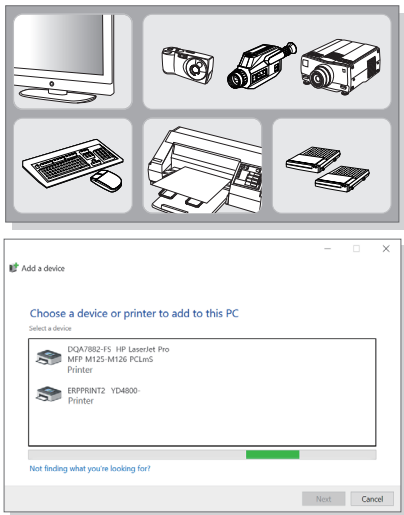 Add a device
Choose a device or printer to add to this PC
Select a device
DQA7882-FS HP LaserJet Pro
MFP M125-M126 PCLmS
Printer
ERPPRINT2 YD4800-
Printer
Not finding what you're looking for?
Next Cancel